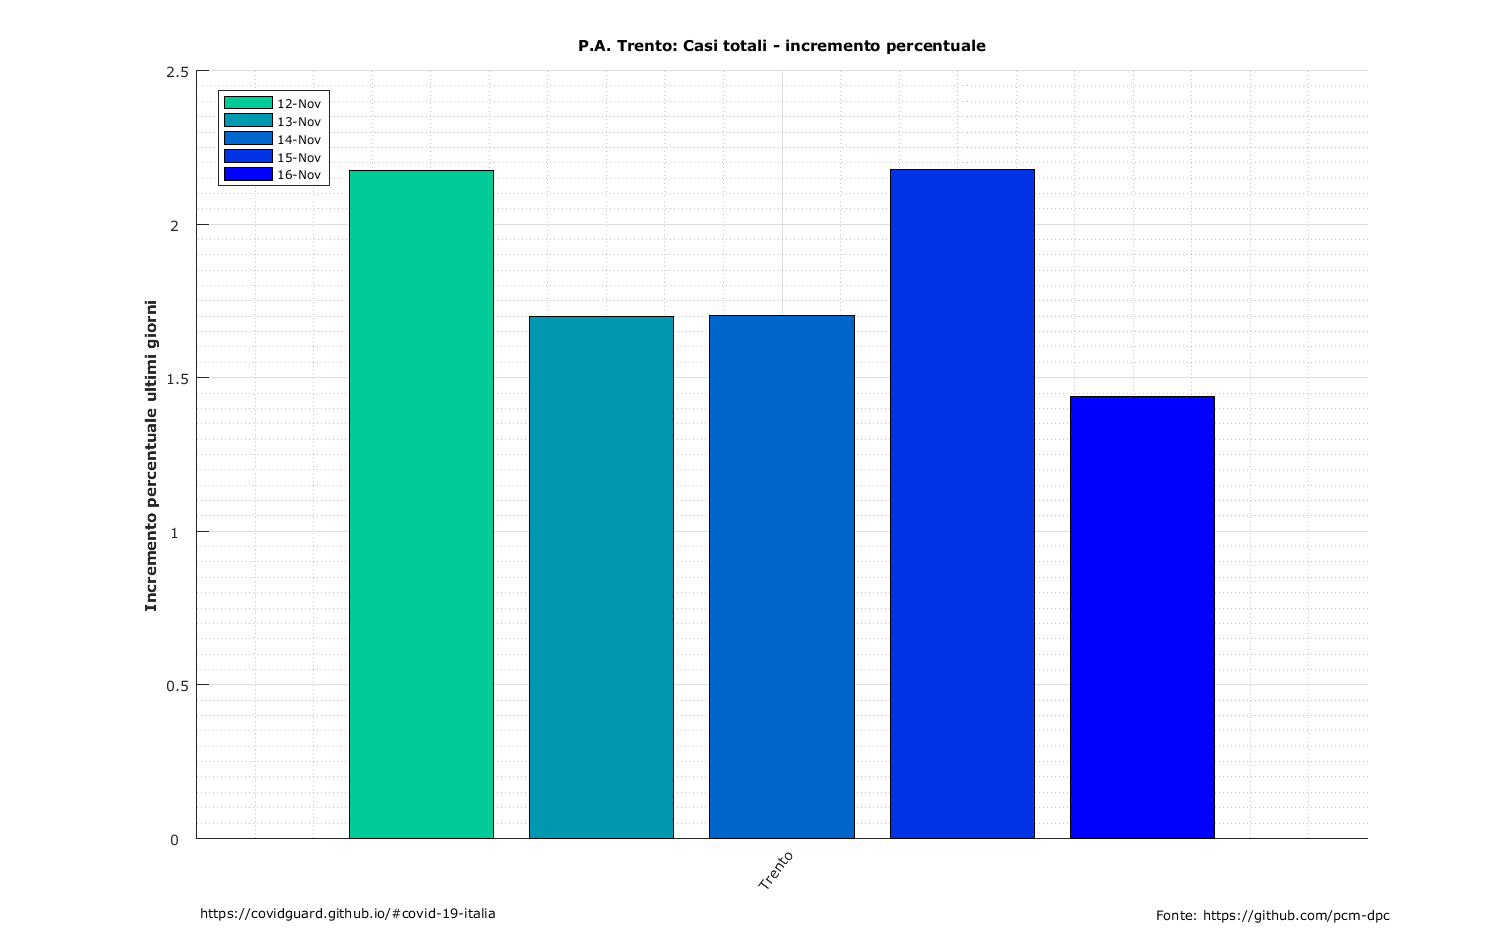 P.A. Trento: Casi totali - incremento percentuale
2.5
2
1.5
1
0.5
0
12-Nov
13-Nov
14-Nov
15-Nov
16-Nov
Incremento percentuale ultimi giorni
Trento
https://covidguard.github.io/#covid-19-italia
Fonte: https://github.com/pcm-dpc